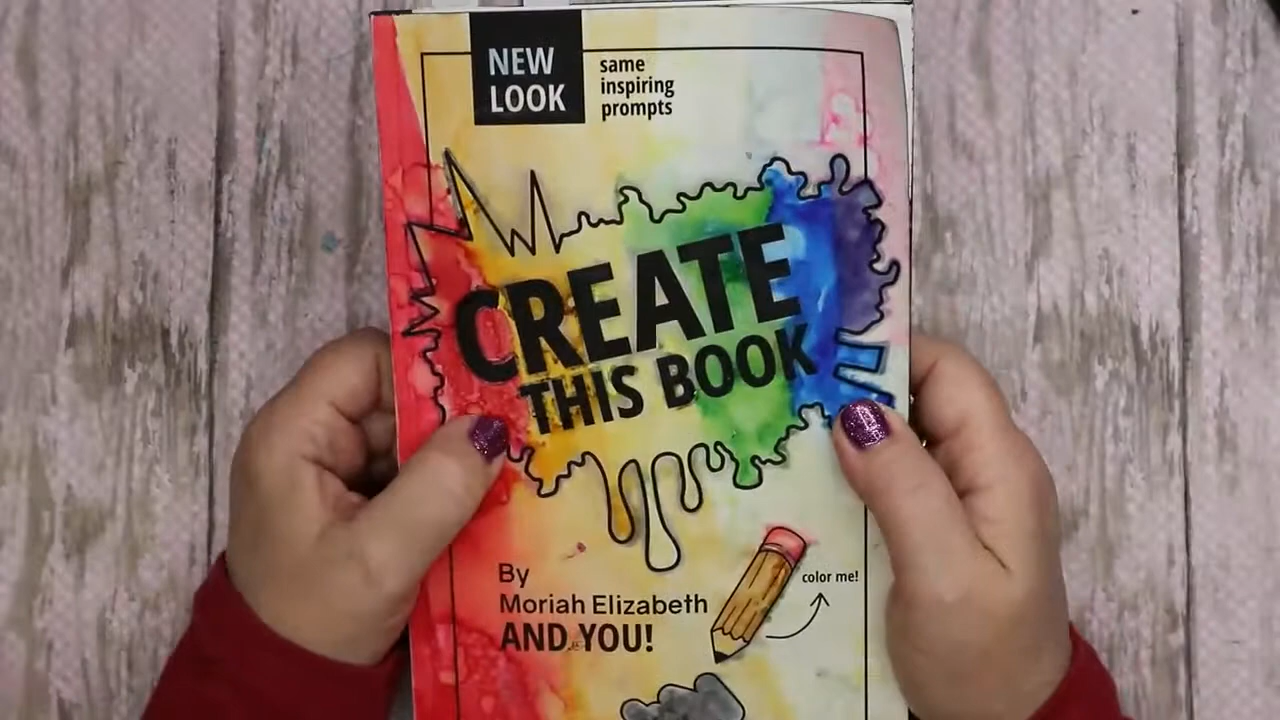 NEW
LOOK
same
inspiring
prompts
CREATE
THIS BOOK
By
Moriah Elizabeth
AND YOU!
color me!